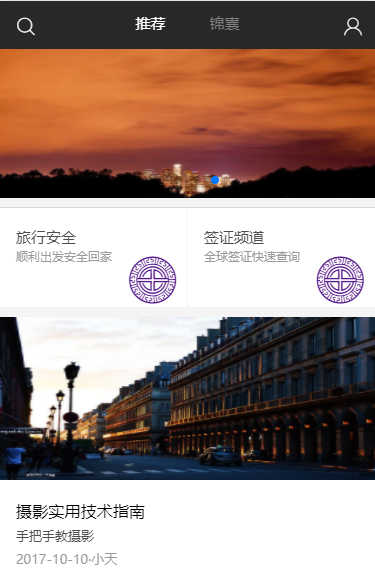 推荐 锦囊
旅行安全
顺利出发安全回家
签证频道
全球签证快速查询
摄影实用技术指南
手把手教摄影
2017-10-10·小天